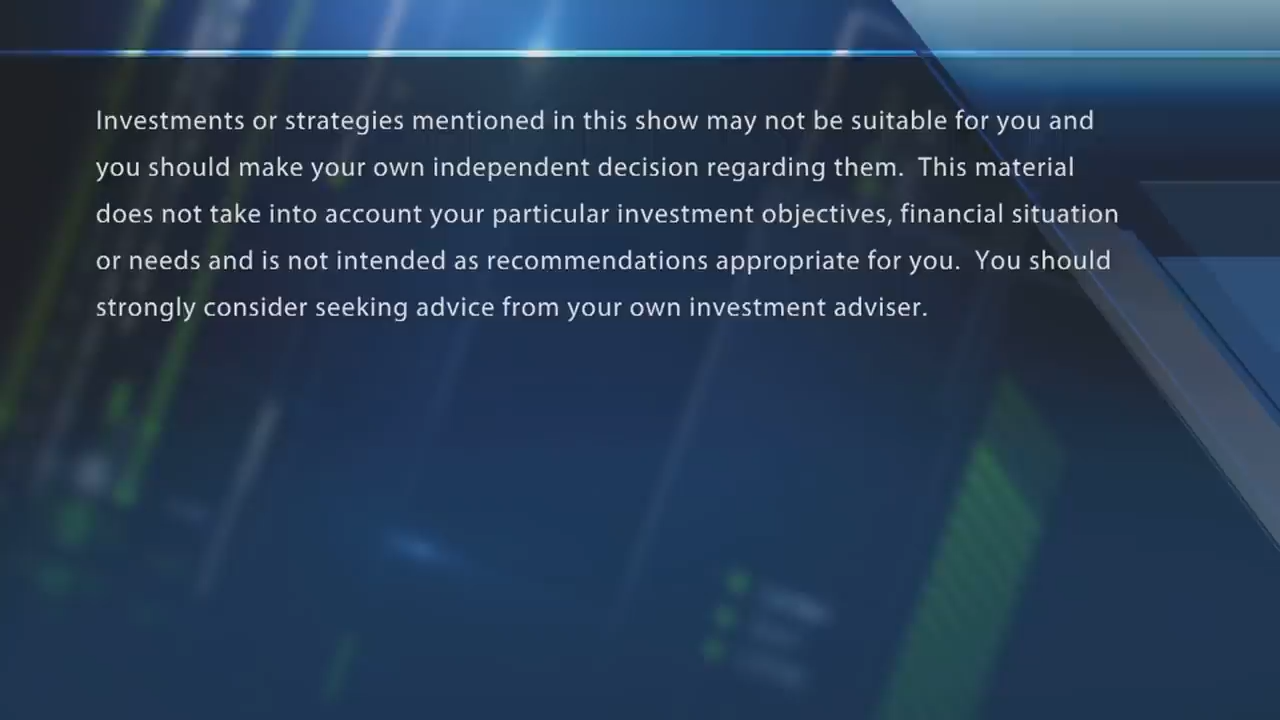 Investments or strategies mentioned in this show may not be suitable for you and
you should make your own independent decision regarding them.  This material
does not take into account your particular investment objectives, financial situation
or needs and is not intended as recommendations appropriate for you.  You should
strongly consider seeking advice from your own investment adviser.